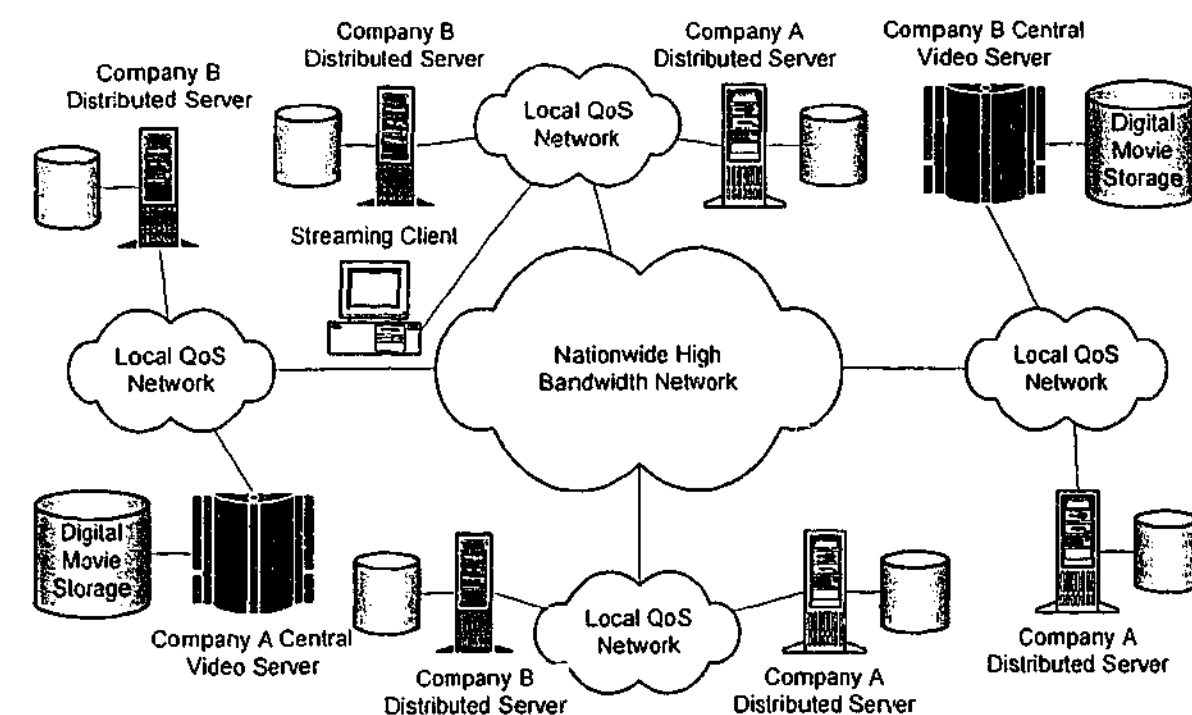 Company B
Distributed Server
Company B
Distributed Server
Company A
Distributed Server
Company B Central
Video Server
Local QoS
Network
Digital
Movie
Storage
Streaming Client
Local QoS
Network
Nationwide High
Bandwidth Network
Local QoS
Network
Digital
Movie
Storage
Company A Central
Video Server
Company B
Distributed Server
Local QoS
Network
Company A
Distributed Server
Company A
Distributed Server